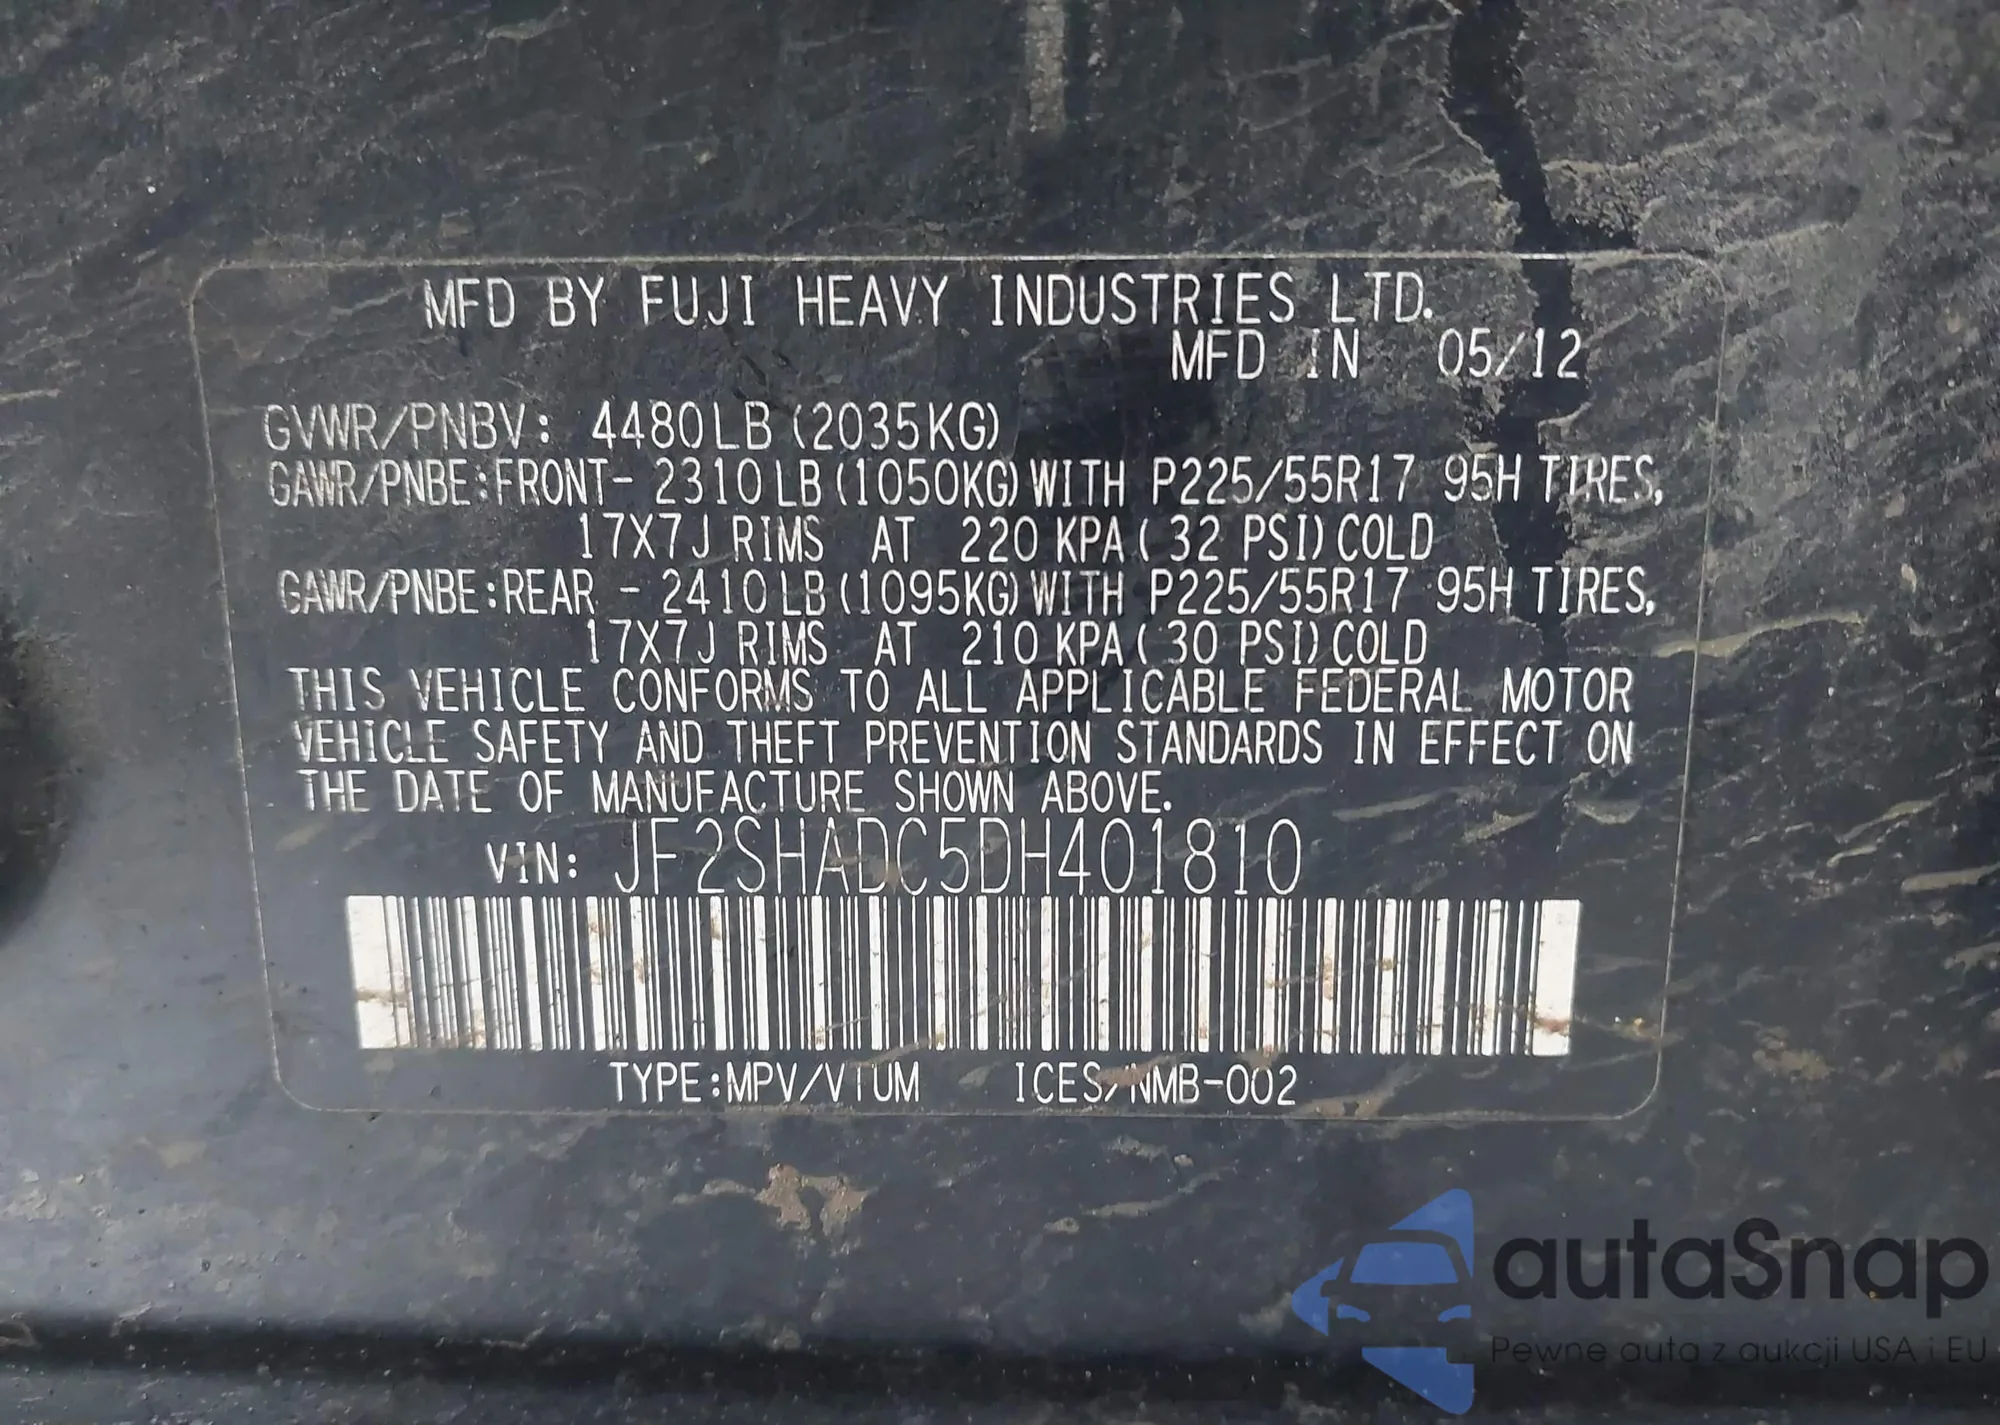 MFD BY FUJI HEAVY INDUSTRIES LTD.
MFD IN 05/12
GVWR/PNBV: 4480LB (2035KG)
GAWR/PNBE:FRONT- 2310LB (1050KG) WITH P225/55R17 95H TIRES,
17X7J RIMS AT 220 KPA ( 32 PSI) COLD
GAWR/PNBE:REAR - 2410LB (1095KG) WITH P225/55R17 95H TIRES,
17X7J RIMS AT 210 KPA ( 30 PSI) COLD
THIS VEHICLE CONFORMS TO ALL APPLICABLE FEDERAL MOTOR
VEHICLE SAFETY AND THEFT PREVENTION STANDARDS IN EFFECT ON
THE DATE OF MANUFACTURE SHOWN ABOVE.
VIN: JF2SHADC5DH401810
TYPE:MPV/VTUM ICES/NMB-002
autaSnap
Pewne auta z aukcji USA i EU